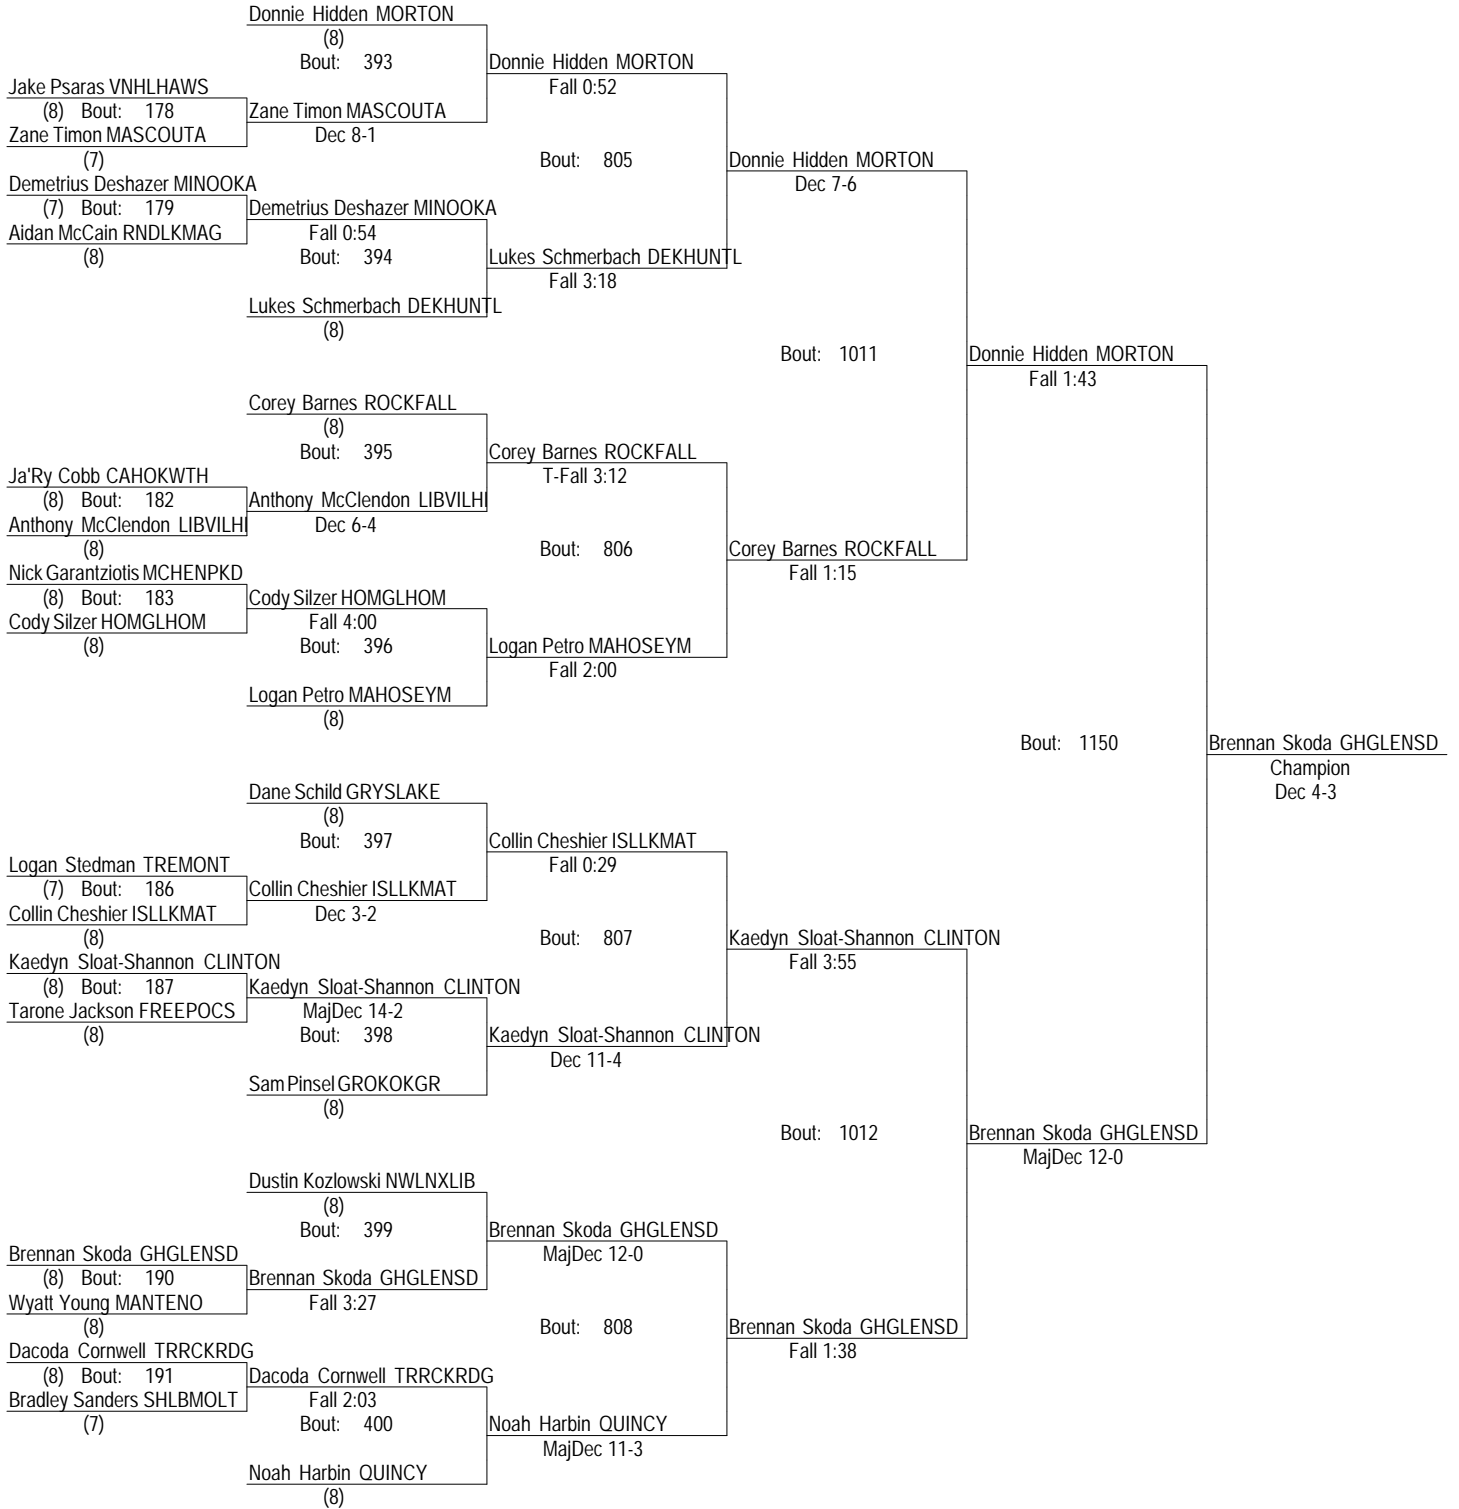 Donnie Hidden MORTON
(8)
Bout: 393
Donnie Hidden MORTON
Fall 0:52
Jake Psaras VNHLHAWS
(8) Bout: 178
Zane Timon MASCOUTA
Zane Timon MASCOUTA
Dec 8-1
(7)
Bout: 805
Donnie Hidden MORTON
Dec 7-6
Demetrius Deshazer MINOOKA
(7) Bout: 179
Demetrius Deshazer MINOOKA
Aidan McCain RNDLKMAG
Fall 0:54
(8)
Bout: 394
Lukes Schmerbach DEKHUNTL
Fall 3:18
Lukes Schmerbach DEKHUNTL
(8)
Bout: 1011
Donnie Hidden MORTON
Fall 1:43
Corey Barnes ROCKFALL
(8)
Bout: 395
Corey Barnes ROCKFALL
T-Fall 3:12
Ja'Ry Cobb CAHOKWTH
(8) Bout: 182
Anthony McClendon LIBVILHI
Anthony McClendon LIBVILHI
Dec 6-4
(8)
Bout: 806
Corey Barnes ROCKFALL
Fall 1:15
Nick Garantziotis MCHENPKD
(8) Bout: 183
Cody Silzer HOMGLHOM
Cody Silzer HOMGLHOM
Fall 4:00
(8)
Bout: 396
Logan Petro MAHOSEYM
Fall 2:00
Logan Petro MAHOSEYM
(8)
Bout: 1150
Brennan Skoda GHGLENSD
Champion
Dec 4-3
Dane Schild GRYSLAKE
(8)
Bout: 397
Collin Cheshier ISLLKMAT
Fall 0:29
Logan Stedman TREMONT
(7) Bout: 186
Collin Cheshier ISLLKMAT
Collin Cheshier ISLLKMAT
Dec 3-2
(8)
Bout: 807
Kaedyn Sloat-Shannon CLINTON
Fall 3:55
Kaedyn Sloat-Shannon CLINTON
(8) Bout: 187
Kaedyn Sloat-Shannon CLINTON
Tarone Jackson FREEPOCS
MajDec 14-2
(8)
Bout: 398
Kaedyn Sloat-Shannon CLINTON
Dec 11-4
Sam Pinsel GROKOKGR
(8)
Bout: 1012
Brennan Skoda GHGLENSD
MajDec 12-0
Dustin Kozlowski NWLNXLIB
(8)
Bout: 399
Brennan Skoda GHGLENSD
MajDec 12-0
Brennan Skoda GHGLENSD
(8) Bout: 190
Brennan Skoda GHGLENSD
Wyatt Young MANTENO
Fall 3:27
(8)
Bout: 808
Brennan Skoda GHGLENSD
Fall 1:38
Dacoda Cornwell TRRCKRDG
(8) Bout: 191
Dacoda Cornwell TRRCKRDG
Bradley Sanders SHLBMOLT
Fall 2:03
(7)
Bout: 400
Noah Harbin QUINCY
MajDec 11-3
Noah Harbin QUINCY
(8)